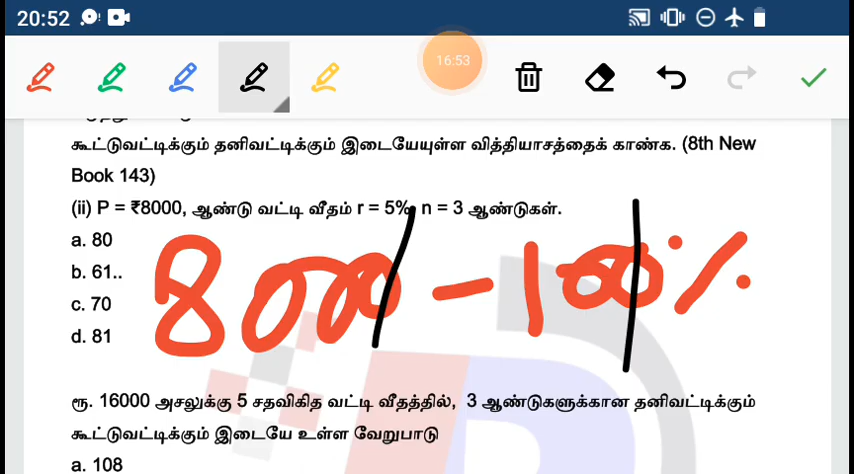 20:52
16:53
கூட்டுவட்டிக்கும் தனிவட்டிக்கும் இடையேயுள்ள வித்தியாசத்தைக் காண்க. (8th New
Book 143)
(ii) P = ₹8000, ஆண்டு வட்டி வீதம் r = 5%, n = 3 ஆண்டுகள்.
a. 80
b. 61..
c. 70
d. 81
8000 - 100%
ரூ. 16000 அசலுக்கு 5 சதவிகித வட்டி வீதத்தில், 3 ஆண்டுகளுக்கான தனிவட்டிக்கும்
கூட்டுவட்டிக்கும் இடையே உள்ள வேறுபாடு
a. 108